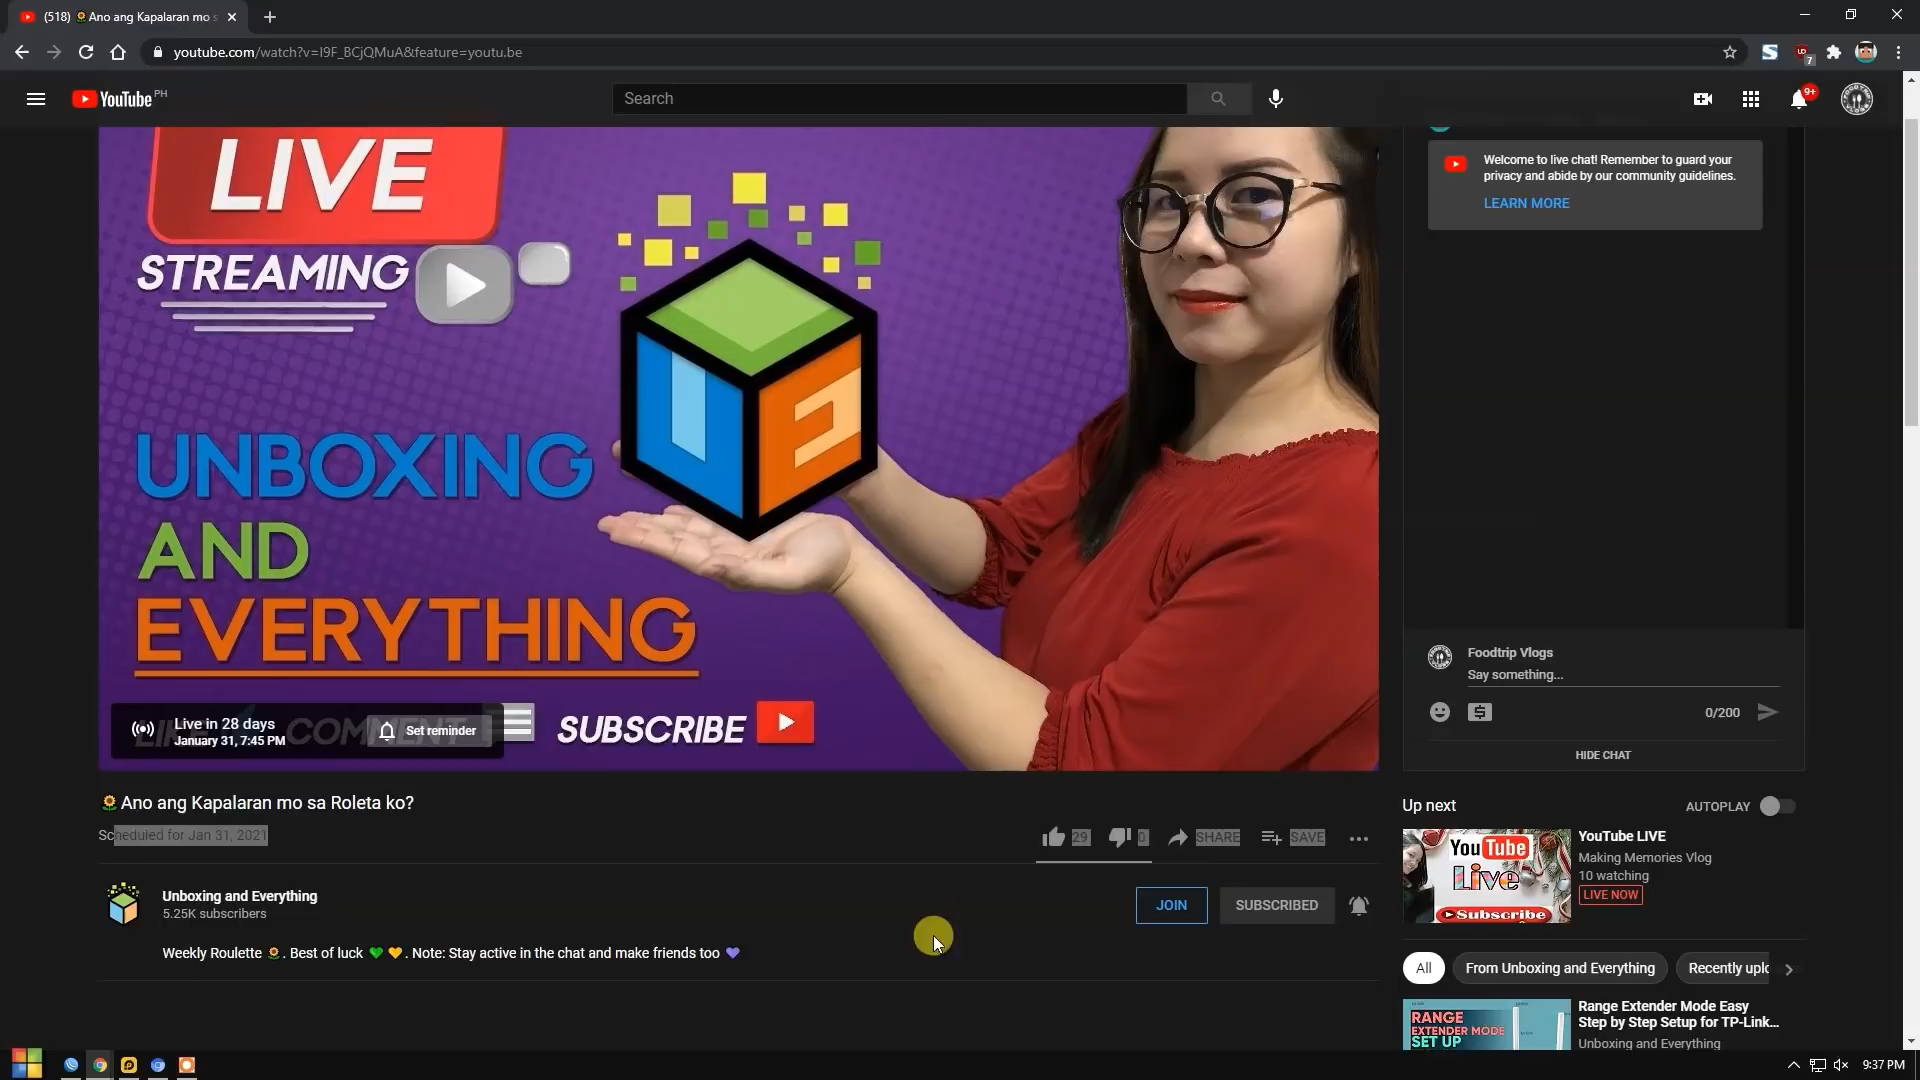 (518) 🌻Ano ang Kapalaran mo s
youtube.com/watch?v=I9F_BCjQMuA&feature=youtu.be
7
YouTube PH
Search
9+
LIVE
STREAMING
UNBOXING
AND
EVERYTHING
Live in 28 days
January 31, 7:45 PM
COMMENT
Set reminder
SUBSCRIBE
Welcome to live chat! Remember to guard your
privacy and abide by our community guidelines.
LEARN MORE
Foodtrip Vlogs
Say something...
0/200
HIDE CHAT
🌻Ano ang Kapalaran mo sa Roleta ko?
Scheduled for Jan 31, 2021
29
0
SHARE
SAVE
Unboxing and Everything
5.25K subscribers
JOIN
SUBSCRIBED
Weekly Roulette 🌻. Best of luck 💚 💛. Note: Stay active in the chat and make friends too 💜
Up next
AUTOPLAY
YouTube
Live
Subscribe
YouTube LIVE
Making Memories Vlog
10 watching
LIVE NOW
All
From Unboxing and Everything
Recently uplo
RANGE
EXTENDER MODE
SET UP
Range Extender Mode Easy
Step by Step Setup for TP-Link...
Unboxing and Everything
9:37 PM